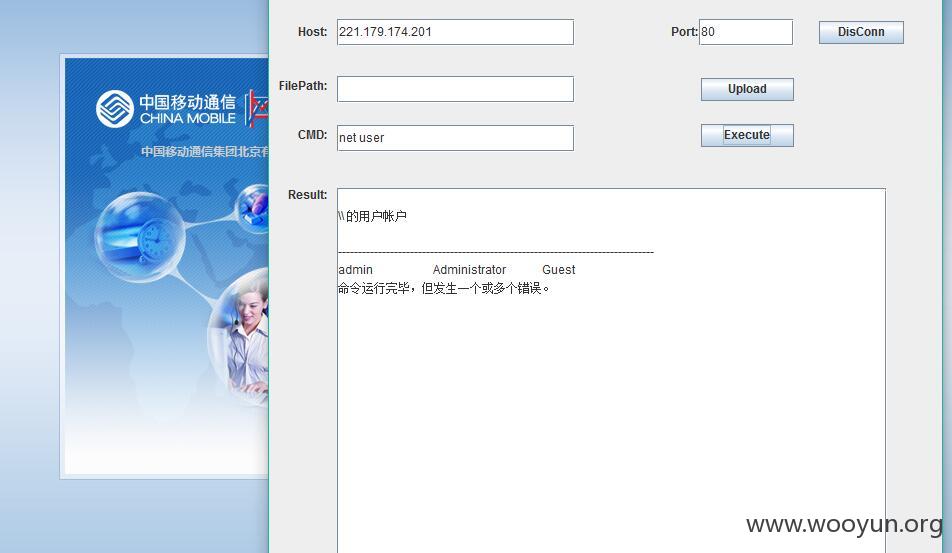 中国移动通信
CHINA MOBILE
中国移动通信集团北京有
Host: 221.179.174.201 Port: 80 DisConn
FilePath: Upload
CMD: net user Execute
Result:
\\ 的用户帐户
-------------------------------------------------------------------------------
admin Administrator Guest
命令运行完毕，但发生一个或多个错误。
www.wooyun.org